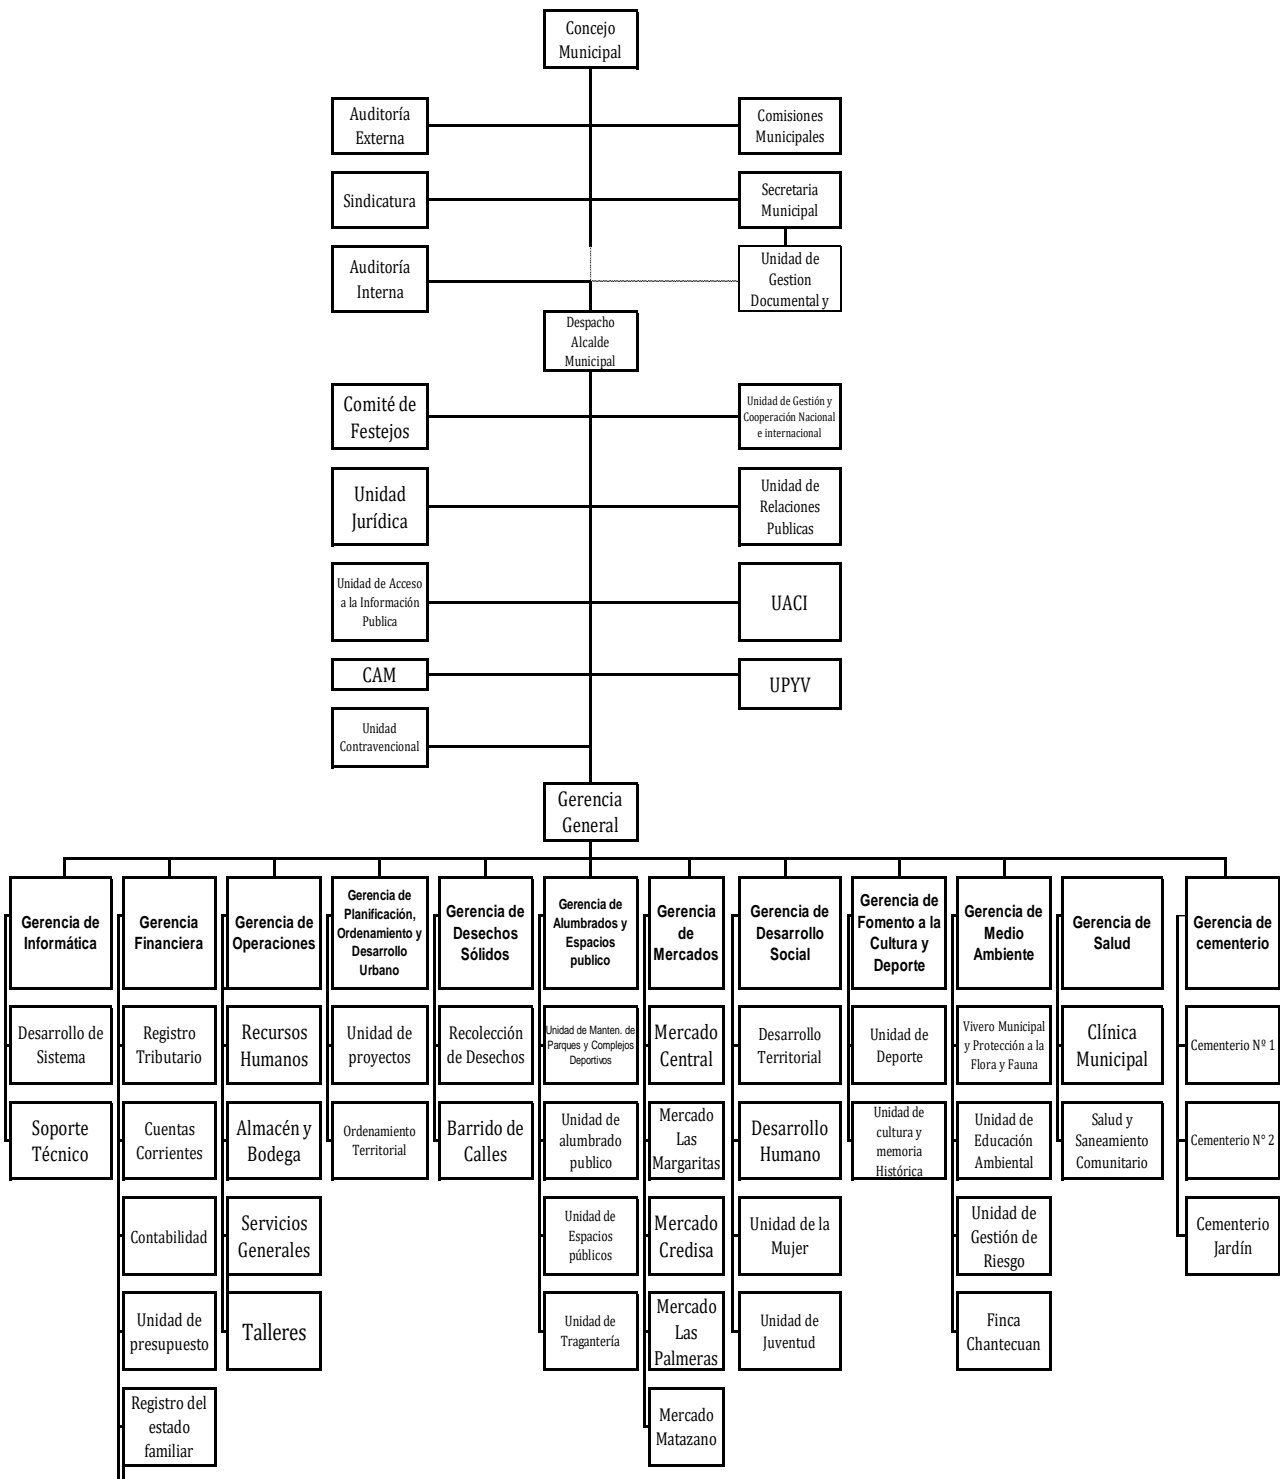 Concejo
Municipal
Auditoría
Externa
Comisiones
Municipales
Sindicatura
Secretaria
Municipal
Auditoría
Interna
Unidad de
Gestion
Documental y
Despacho
Alcalde
Municipal
Comité de
Festejos
Unidad de Gestión y
Cooperación Nacional
e internacional
Unidad
Jurídica
Unidad de
Relaciones
Publicas
Unidad de Acceso
a la Información
Publica
UACI
CAM
UPYV
Unidad
Contravencional
Gerencia
General
Gerencia de
Informática
Gerencia
Financiera
Gerencia de
Operaciones
Gerencia de
Planificación,
Ordenamiento y
Desarrollo
Urbano
Gerencia de
Desechos
Sólidos
Gerencia de
Alumbrados y
Espacios
publico
Gerencia
de
Mercados
Gerencia de
Desarrollo
Social
Gerencia de
Fomento a la
Cultura y
Deporte
Gerencia de
Medio
Ambiente
Gerencia de
Salud
Gerencia de
cementerio
Desarrollo de
Sistema
Registro
Tributario
Recursos
Humanos
Unidad de
proyectos
Recolección
de Desechos
Unidad de Manten. de
Parques y Complejos
Deportivos
Mercado
Central
Desarrollo
Territorial
Unidad de
Deporte
Vivero Municipal
y Protección a la
Flora y Fauna
Clínica
Municipal
Cementerio Nº 1
Soporte
Técnico
Cuentas
Corrientes
Almacén y
Bodega
Ordenamiento
Territorial
Barrido de
Calles
Unidad de
alumbrado
publico
Mercado
Las
Margaritas
Desarrollo
Humano
Unidad de
cultura y
memoria
Histórica
Unidad de
Educación
Ambiental
Salud y
Saneamiento
Comunitario
Cementerio N° 2
Contabilidad
Servicios
Generales
Unidad de
Espacios
públicos
Mercado
Credisa
Unidad de la
Mujer
Unidad de
Gestión de
Riesgo
Cementerio
Jardín
Unidad de
presupuesto
Talleres
Unidad de
Tragantería
Mercado
Las
Palmeras
Unidad de
Juventud
Finca
Chantecuan
Registro del
estado
familiar
Mercado
Matazano